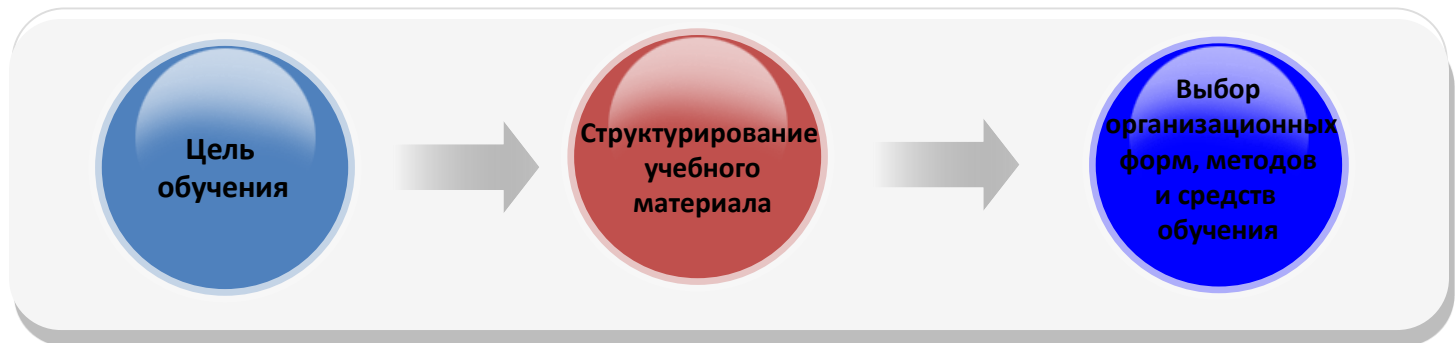 Цель
обучения
Структурирование
учебного
материала
Выбор
организационных
форм, методов
и средств
обучения